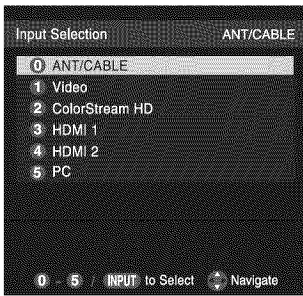 Input Selection ANT/CABLE
0 ANT/CABLE
1 Video
2 ColorStream HD
3 HDMI 1
4 HDMI 2
5 PC
0 - 5 / INPUT to Select Navigate